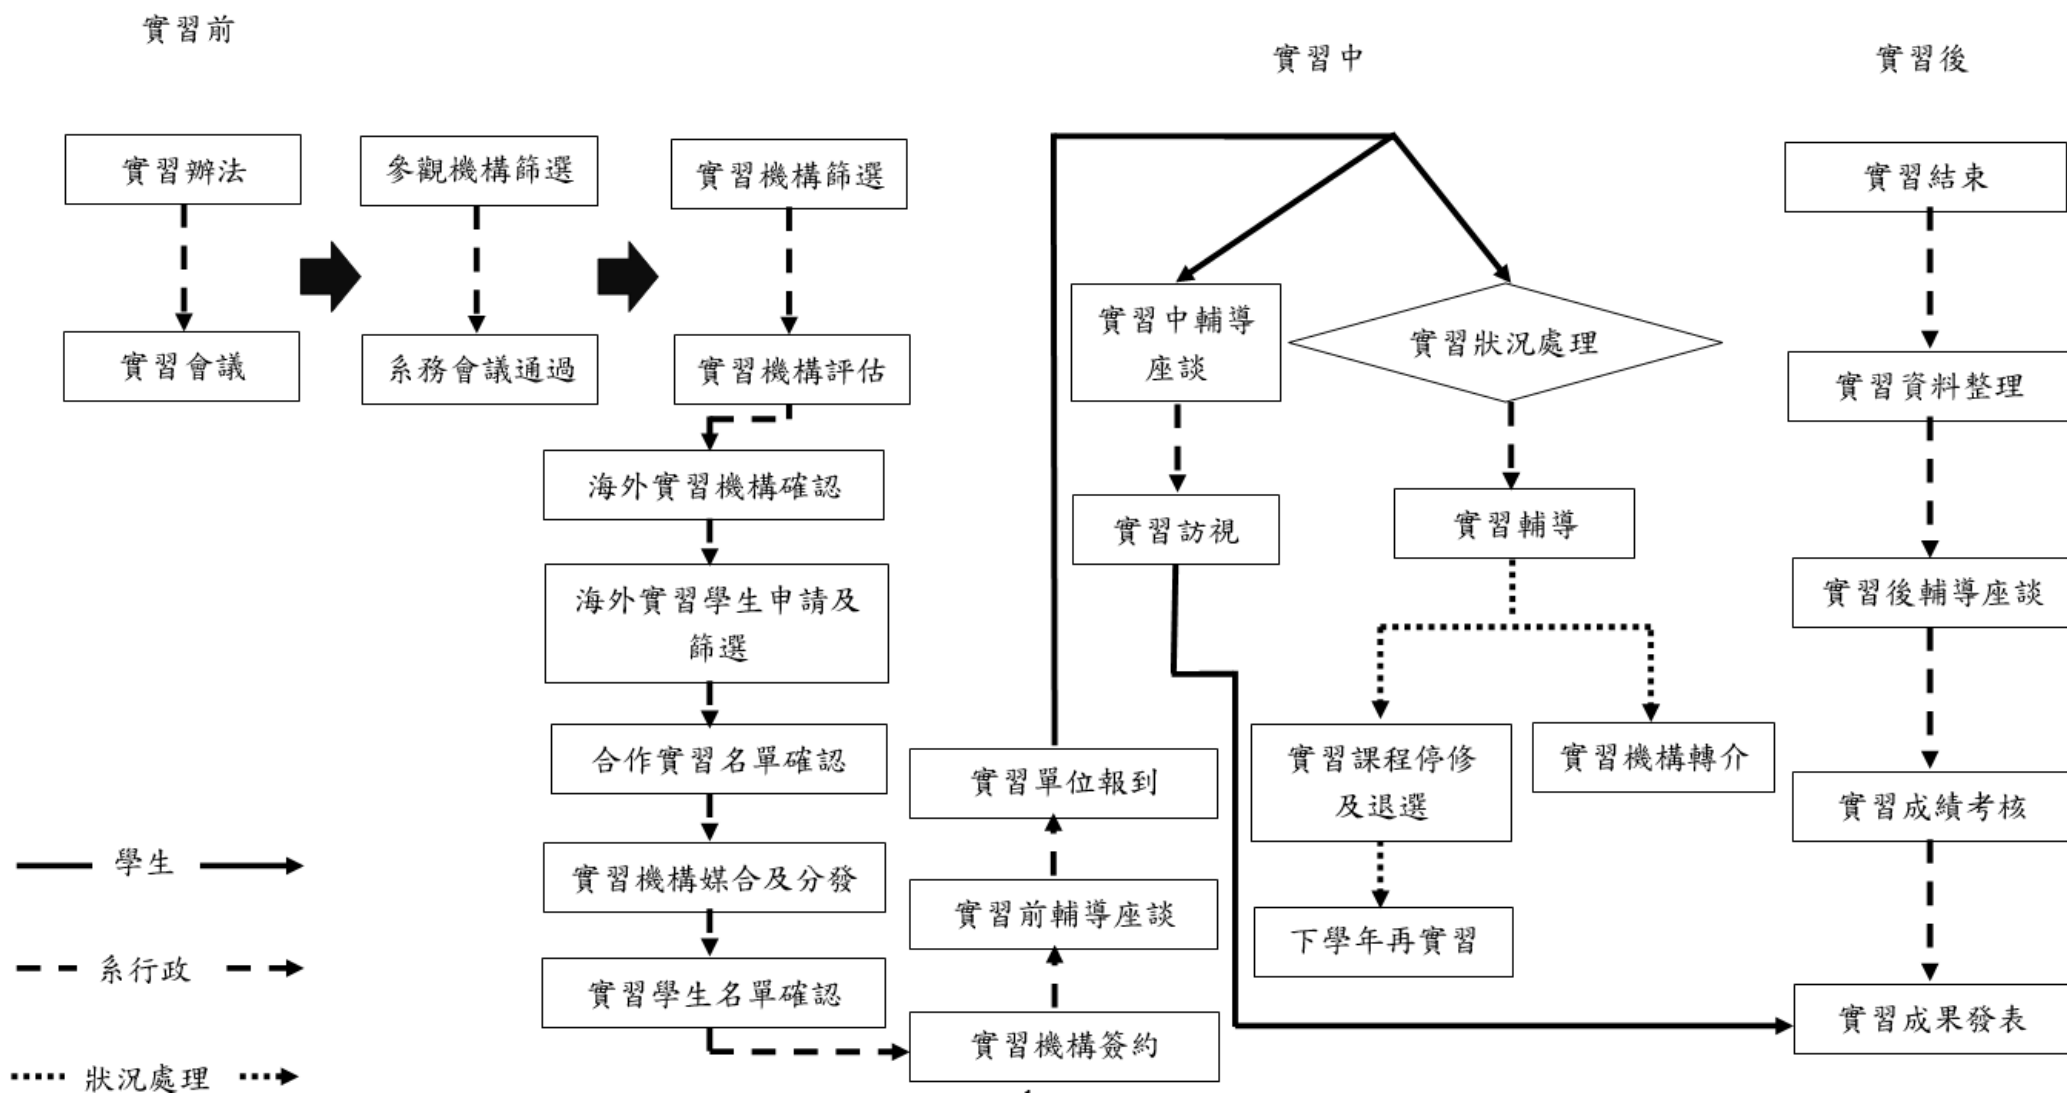 實習前
實習中
實習後
實習辦法
實習會議
參觀機構篩選
系務會議通過
實習機構篩選
實習機構評估
海外實習機構確認
海外實習學生申請及
篩選
合作實習名單確認
實習機構媒合及分發
實習學生名單確認
實習機構簽約
實習前輔導座談
實習單位報到
實習中輔導
座談
實習訪視
實習狀況處理
實習輔導
實習課程停修
及退選
下學年再實習
實習機構轉介
實習結束
實習資料整理
實習後輔導座談
實習成績考核
實習成果發表
學生
系行政
狀況處理